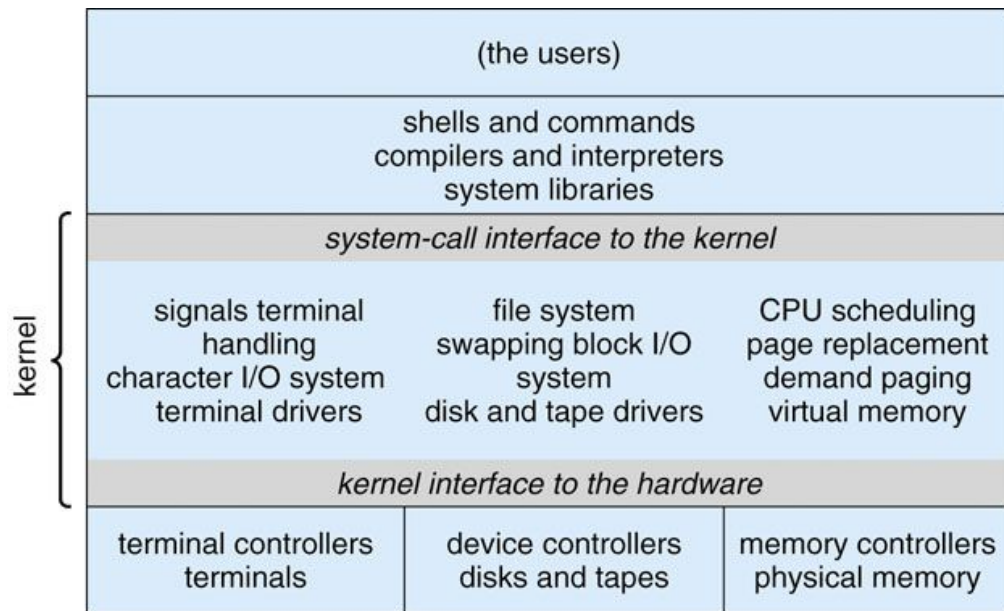 (the users)
shells and commands
compilers and interpreters
system libraries
kernel
system-call interface to the kernel
signals terminal
handling
character I/O system
terminal drivers
file system
swapping block I/O
system
disk and tape drivers
CPU scheduling
page replacement
demand paging
virtual memory
kernel interface to the hardware
terminal controllers
terminals
device controllers
disks and tapes
memory controllers
physical memory